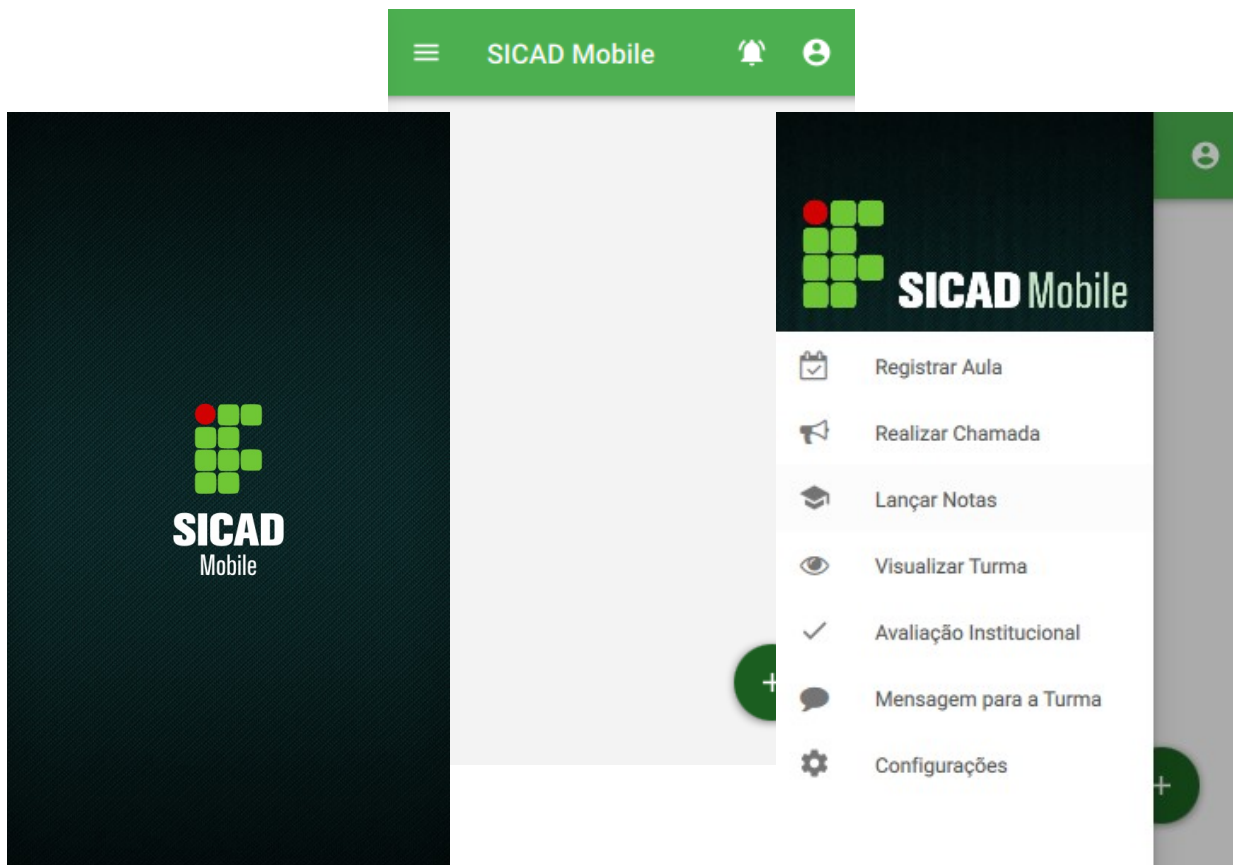 SICAD Mobile
SICAD
Mobile
SICAD Mobile
Registrar Aula
Realizar Chamada
Lançar Notas
Visualizar Turma
Avaliação Institucional
Mensagem para a Turma
Configurações